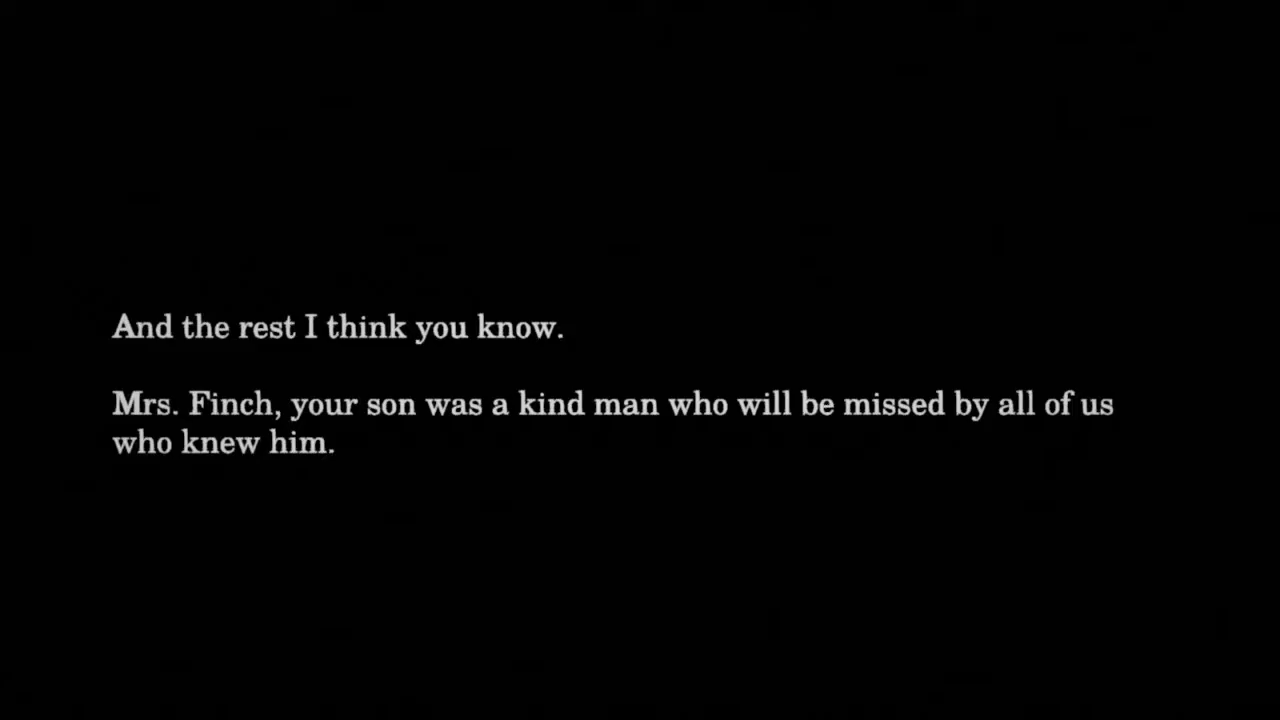 And the rest I think you know.
Mrs. Finch, your son was a kind man who will be missed by all of us
who knew him.